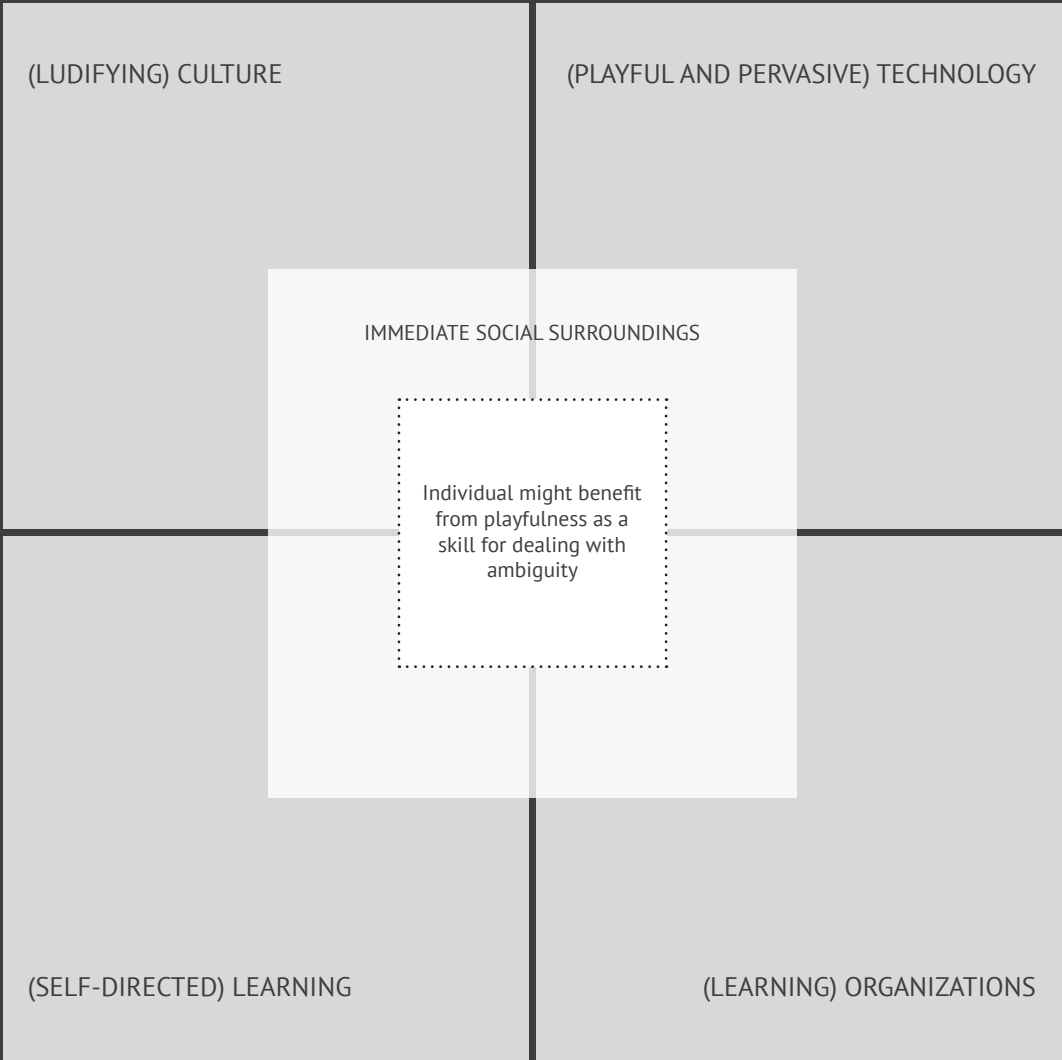 (LUDIFYING) CULTURE
(PLAYFUL AND PERVASIVE) TECHNOLOGY
IMMEDIATE SOCIAL SURROUNDINGS
Individual might benefit
from playfulness as a
skill for dealing with
ambiguity
(SELF-DIRECTED) LEARNING
(LEARNING) ORGANIZATIONS